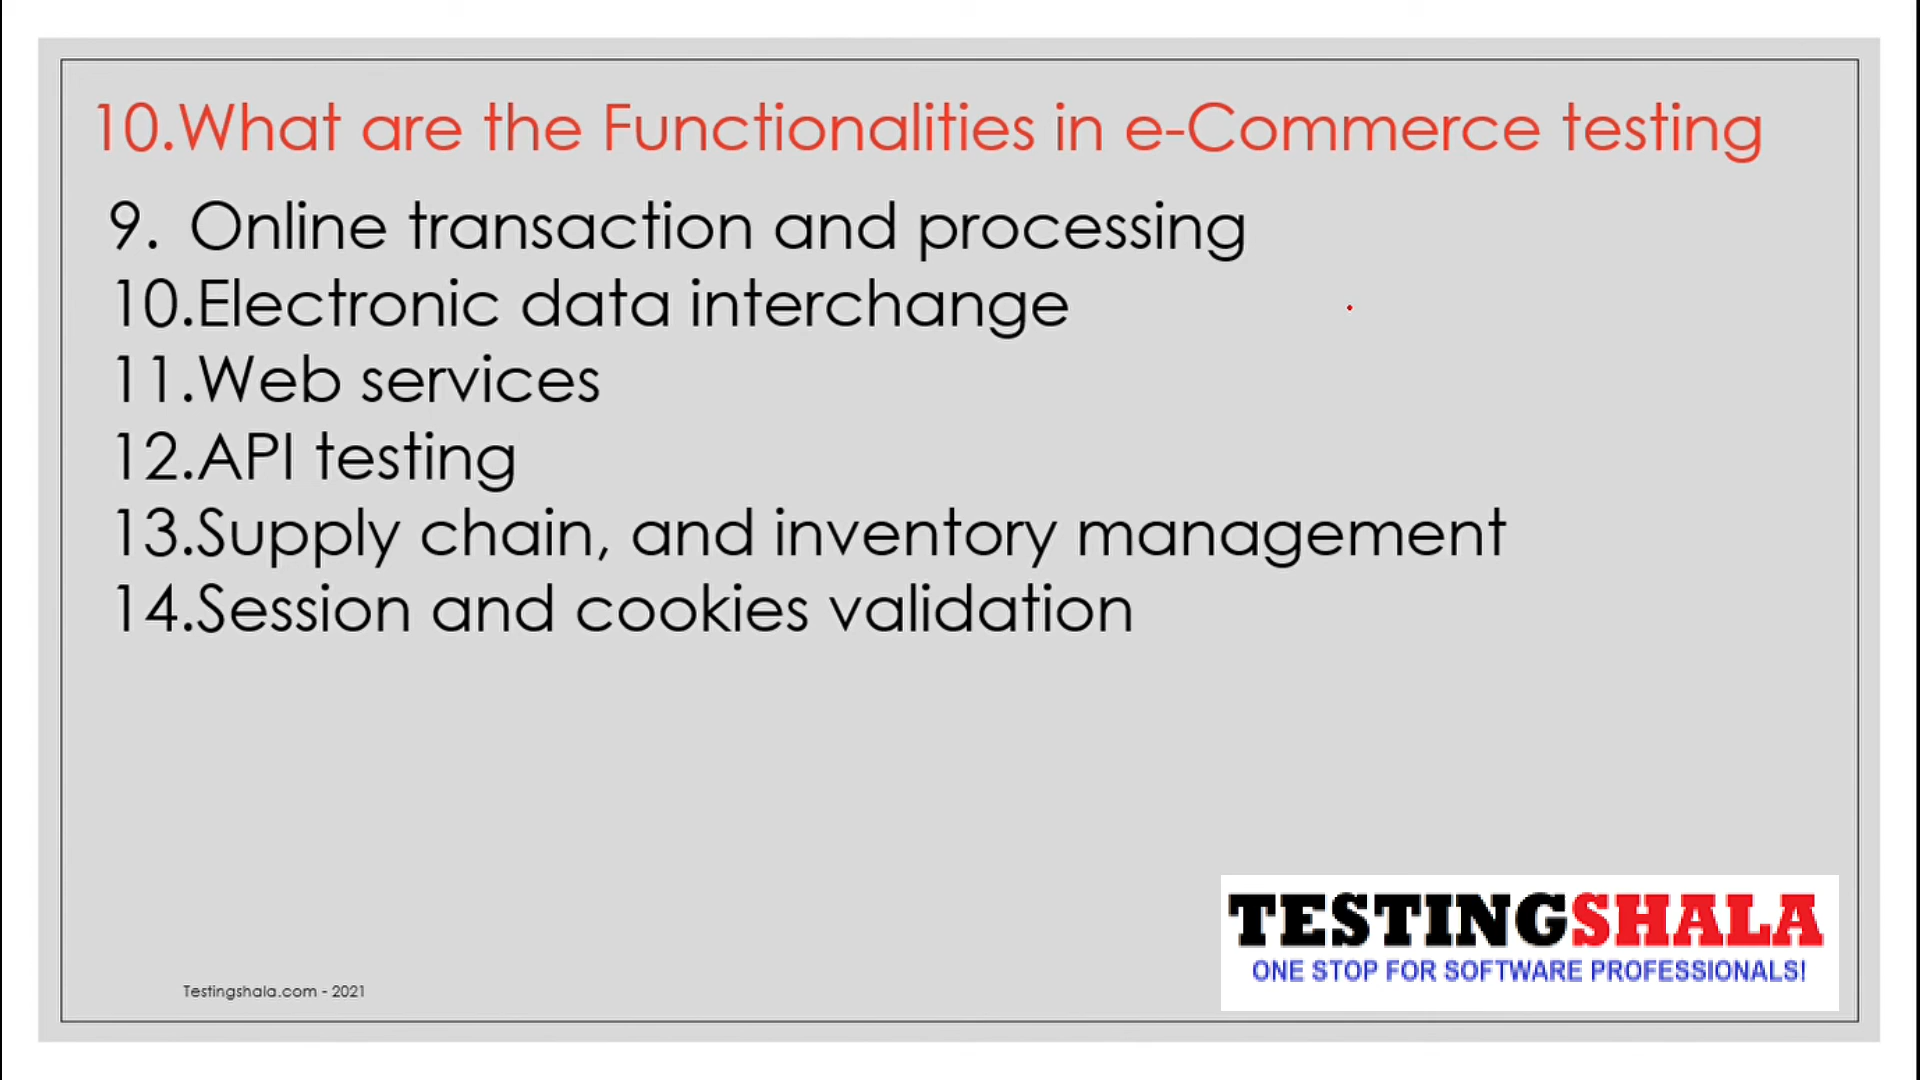 10.What are the Functionalities in e-Commerce testing
9. Online transaction and processing
10.Electronic data interchange
11.Web services
12.API testing
13.Supply chain, and inventory management
14.Session and cookies validation
TESTINGSHALA
ONE STOP FOR SOFTWARE PROFESSIONALS!
Testingshala.com - 2021